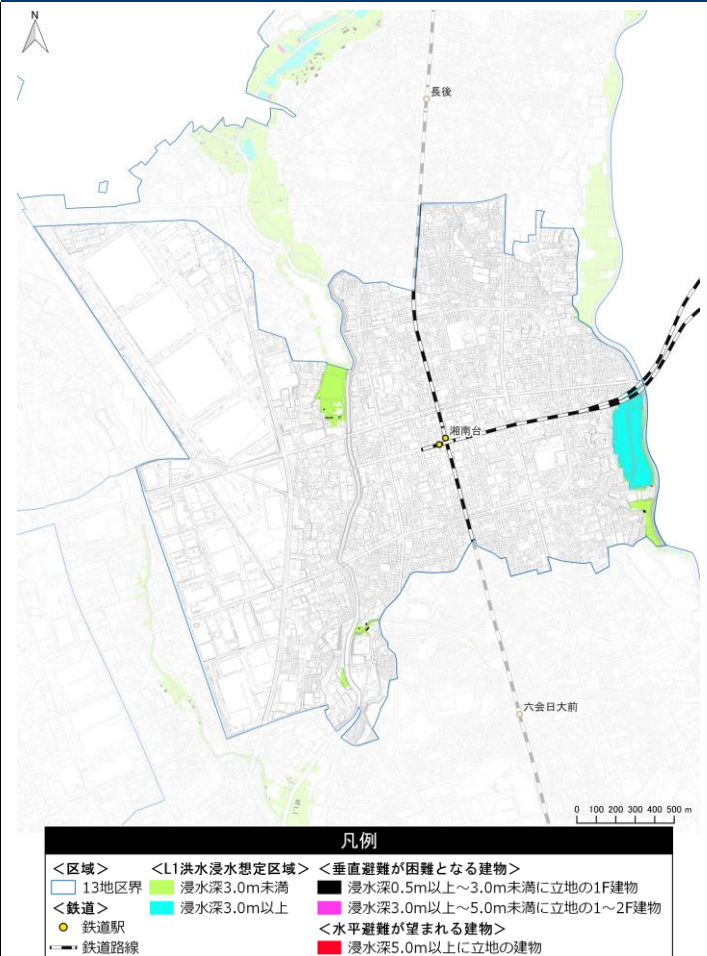 N
長後
湘南台
六会日大前
0 100 200 300 400 500 m
凡例
＜区域＞
13地区界
＜鉄道＞
鉄道駅
鉄道路線
＜L1洪水浸水想定区域＞
浸水深3.0m未満
浸水深3.0m以上
＜垂直避難が困難となる建物＞
浸水深0.5m以上～3.0m未満に立地の1F建物
浸水深3.0m以上～5.0m未満に立地の1～2F建物
＜水平避難が望まれる建物＞
浸水深5.0m以上に立地の建物